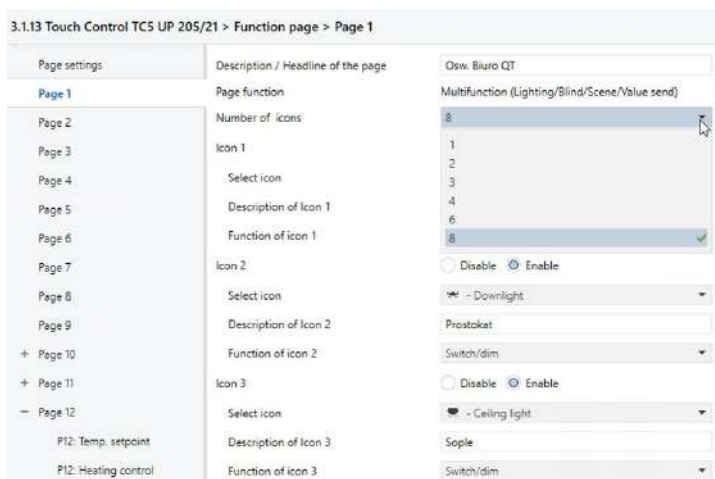 3.1.13 Touch Control TC5 UP 205/21 > Function page > Page 1
Page settings
Page 1
Page 2
Page 3
Page 4
Page 5
Page 6
Page 7
Page 8
Page 9
+ Page 10
+ Page 11
− Page 12
P12: Temp. setpoint
P12: Heating control
Description / Headline of the page Osw. Biuro QT
Page function Multifunction (Lighting/Blind/Scene/Value send)
Number of icons 8
1
2
3
4
6
8
Icon 1
Select icon
Description of Icon 1
Function of icon 1
Icon 2 Disable Enable
Select icon - Downlight
Description of Icon 2 Prostokat
Function of icon 2 Switch/dim
Icon 3 Disable Enable
Select icon - Ceiling light
Description of Icon 3 Sople
Function of icon 3 Switch/dim